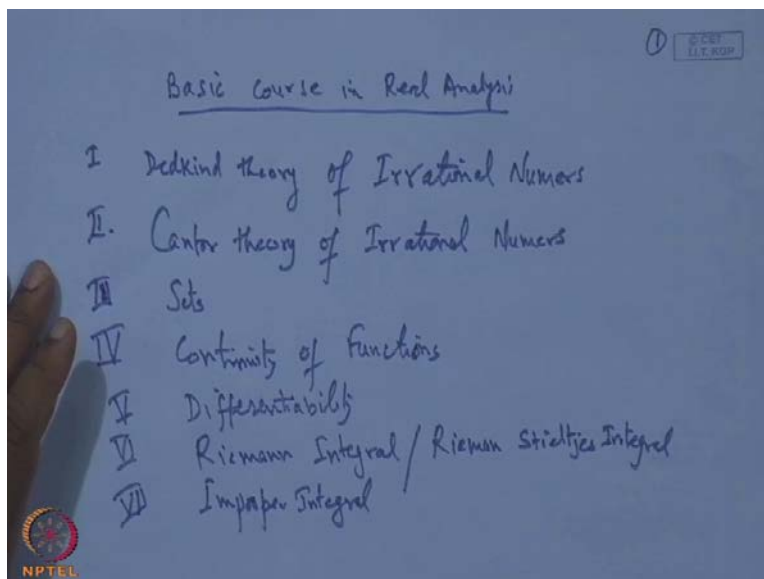 ①
© CET
I.I.T. KGP
Basic Course in Real Analysis
I Dedkind theory of Irrational Numers
II. Cantor theory of Irrational Numers
III Sets
IV Continuity of Functions
V Differentiability
VI Riemann Integral / Rieman Stieltjes Integral
VII Improper Integral
NPTEL